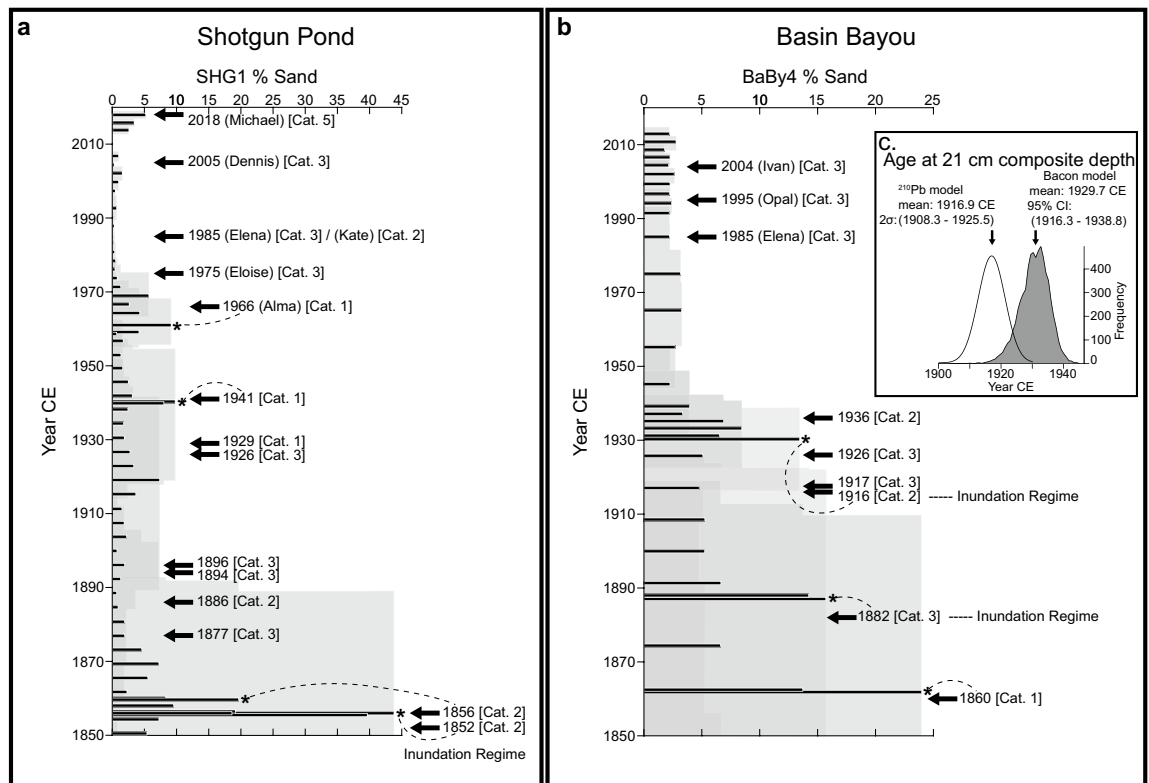 a
Shotgun Pond
SHG1 % Sand
0 5 10 15 20 25 30 35 40 45
Year CE
2010
1990
1970
1950
1930
1910
1890
1870
1850
2018 (Michael) [Cat. 5]
2005 (Dennis) [Cat. 3]
1985 (Elena) [Cat. 3] / (Kate) [Cat. 2]
1975 (Eloise) [Cat. 3]
1966 (Alma) [Cat. 1]
*
1941 [Cat. 1]
*
1929 [Cat. 1]
1926 [Cat. 3]
1896 [Cat. 3]
1894 [Cat. 3]
1886 [Cat. 2]
1877 [Cat. 3]
*
1856 [Cat. 2]
*
1852 [Cat. 2]
Inundation Regime
b
Basin Bayou
BaBy4 % Sand
0 5 10 15 20 25
Year CE
2010
1990
1970
1950
1930
1910
1890
1870
1850
2004 (Ivan) [Cat. 3]
1995 (Opal) [Cat. 3]
1985 (Elena) [Cat. 3]
1936 [Cat. 2]
*
1926 [Cat. 3]
1917 [Cat. 3]
1916 [Cat. 2] ----- Inundation Regime
*
1882 [Cat. 3] ----- Inundation Regime
*
1860 [Cat. 1]
c.
Age at 21 cm composite depth
210Pb model
mean: 1916.9 CE
2σ:(1908.3 - 1925.5)
Bacon model
mean: 1929.7 CE
95% CI:
(1916.3 - 1938.8)
400
300
200
100
0
Frequency
1900 1920 1940
Year CE